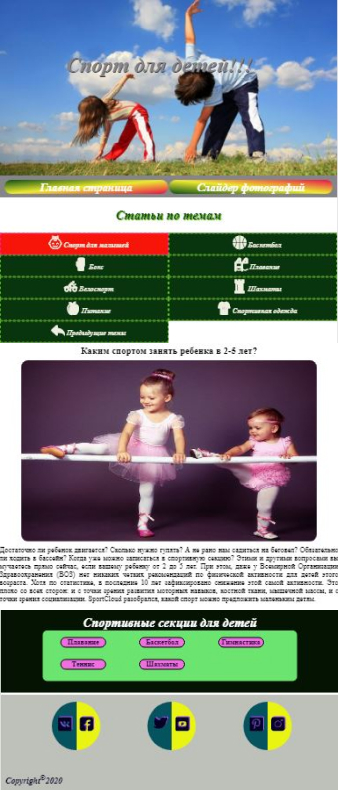 Спорт для детей!!!
Главная страница Слайдер фотографий
Статьи по темам
Спорт для малышей Баскетбол
Бокс Плавание
Велоспорт Шахматы
Питание Спортивная одежда
Предыдущие темы
Каким спортом занять ребенка в 2-5 лет?
Достаточно ли ребенок двигается? Сколько нужно гулять? А не рано нам садиться на беговел? Обязательно
ли ходить в бассейн? Когда уже можно записаться в спортивную секцию? Этими и другими вопросами вы
мучаетесь прямо сейчас, если вашему ребенку от 2 до 5 лет. При этом, даже у Всемирной Организации
Здравоохранения (ВОЗ) нет никаких четких рекомендаций по физической активности для детей этого
возраста. Хотя по статистике, в последние 10 лет зафиксировано снижение этой самой активности. Это
плохо со всех сторон: и с точки зрения развития моторных навыков, костной ткани, мышечной массы, и с
точки зрения социализации. SportCloud разобрался, какой спорт можно предложить маленьким детям.
Спортивные секции для детей
Плавание Баскетбол Гимнастика
Теннис Шахматы
Copyright©2020